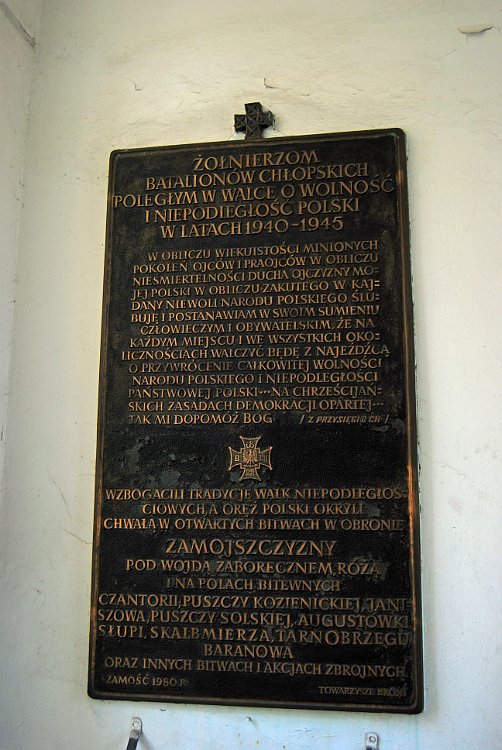 ŻOŁNIERZOM
BATALIONÓW CHŁOPSKICH
POLEGŁYM W WALCE O WOLNOŚĆ
I NIEPODLEGŁOŚĆ POLSKI
W LATACH 1940-1945
W OBLICZU WIEKUISTOŚCI MINIONYCH
POKOLEŃ OJCÓW I PRAOJCÓW W OBLICZU
NIEŚMIERTELNOŚCI DUCHA OJCZYZNY MO-
JEJ POLSKI W OBLICZU ZAKUTEGO W KAJ-
DANY NIEWOLI NARODU POLSKIEGO ŚLU-
BUJĘ I POSTANAWIAM W SWOIM SUMIENIU
CZŁOWIECZYM I OBYWATELSKIM, ŻE NA
KAŻDYM MIEJSCU I WE WSZYSTKICH OKO-
LICZNOŚCIACH WALCZYĆ BĘDĘ Z NAJEŹDŹCĄ
O PRZYWRÓCENIE CAŁKOWITEJ WOLNOŚCI
NARODU POLSKIEGO I NIEPODLEGŁOŚCI
PAŃSTWOWEJ POLSKI... NA CHRZEŚCIJAŃ-
SKICH ZASADACH DEMOKRACJI OPARTEJ...
TAK MI DOPOMÓŻ BÓG / Z PRZYSIĘGI B CH /
WZBOGACILI TRADYCJE WALK NIEPODLEGŁOŚ-
CIOWYCH, A ORĘŻ POLSKI OKRYLI
CHWAŁĄ W OTWARTYCH BITWACH W OBRONIE
ZAMOJSZCZYZNY
POD WOJDĄ, ZABORECZNEM, RÓŻĄ
I NA POLACH BITEWNYCH
CZANTORII, PUSZCZY KOZIENICKIEJ, JANI-
SZOWA, PUSZCZY SOLSKIEJ, AUGUSTÓWKI,
SŁUPI, SKALBMIERZA, TARNOBRZEGU
BARANOWA
ORAZ INNYCH BITWACH I AKCJACH ZBROJNYCH
ZAMOŚĆ 1980 R.
TOWARZYSZE BRONI